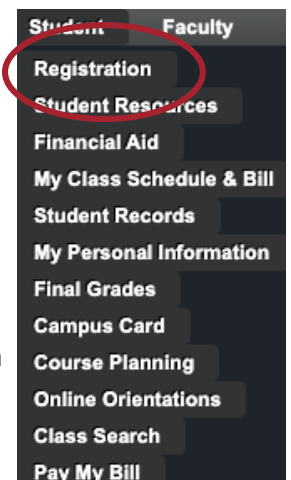 Student Faculty
Registration
Student Resources
Financial Aid
My Class Schedule & Bill
Student Records
My Personal Information
Final Grades
Campus Card
Course Planning
Online Orientations
Class Search
Pay My Bill